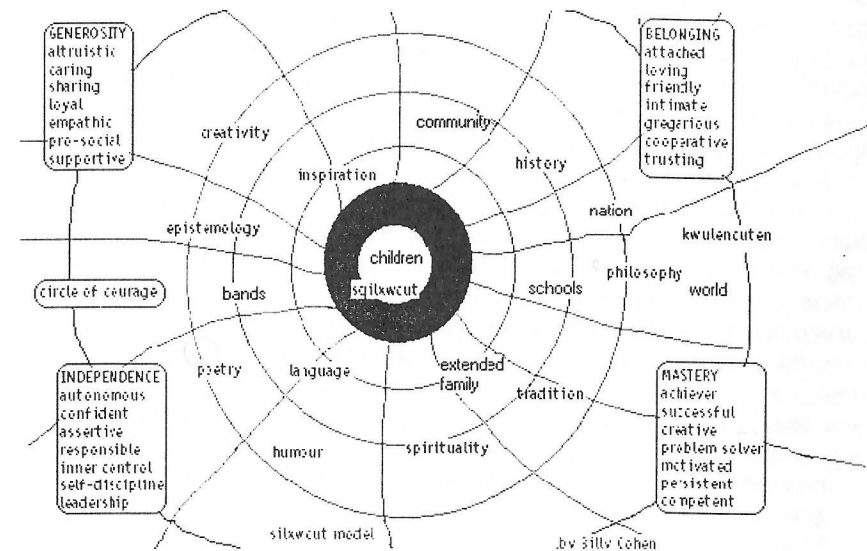 GENEROSITY
altruistic
caring
sharing
loyal
empathic
pro-social
supportive
BELONGING
attached
loving
friendly
intimate
gregarious
cooperative
trusting
creativity
community
inspiration
history
nation
epistemology
children
kwulencuten
sqilxwcut
philosophy
circle of courage
bands
schools
world
INDEPENDENCE
autonomous
confident
assertive
responsible
inner control
self-discipline
leadership
poetry
language
extended
family
tradition
humour
spirituality
MASTERY
achiever
successful
creative
problem solver
motivated
persistent
competent
silxwcut model
by Billy Cohen